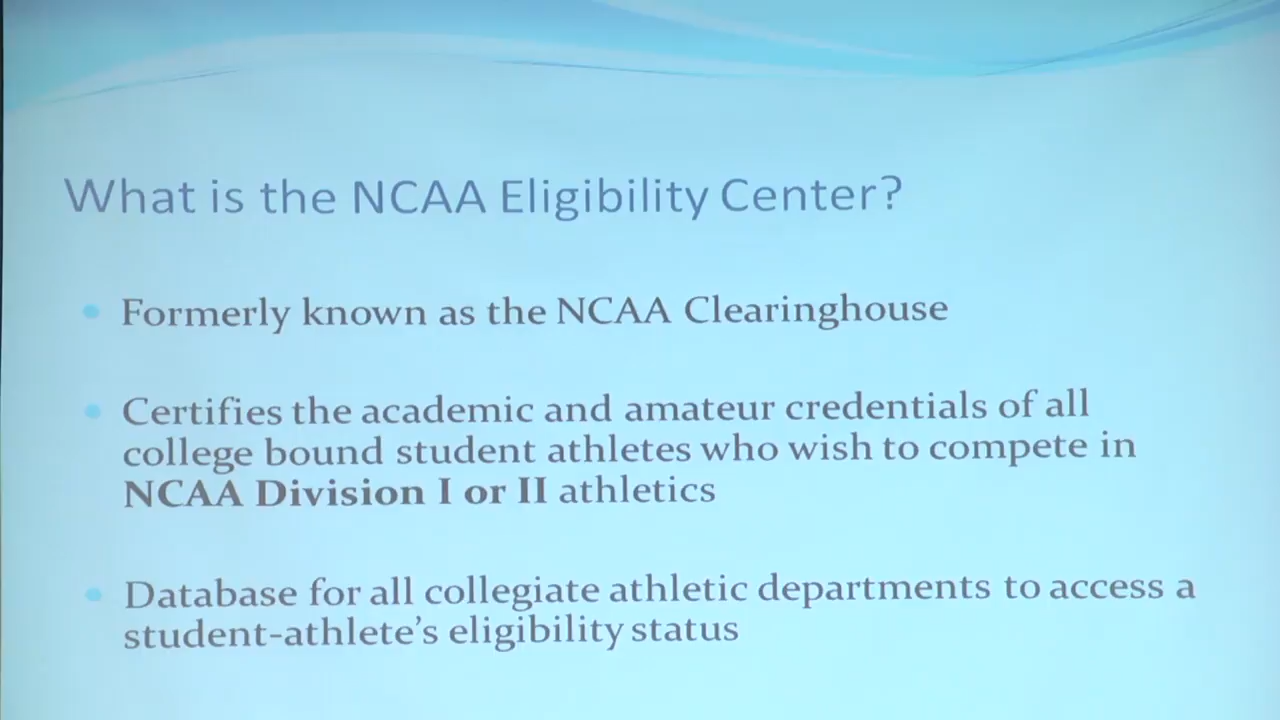 What is the NCAA Eligibility Center?
Formerly known as the NCAA Clearinghouse
Certifies the academic and amateur credentials of all
college bound student athletes who wish to compete in
NCAA Division I or II athletics
Database for all collegiate athletic departments to access a
student-athlete’s eligibility status